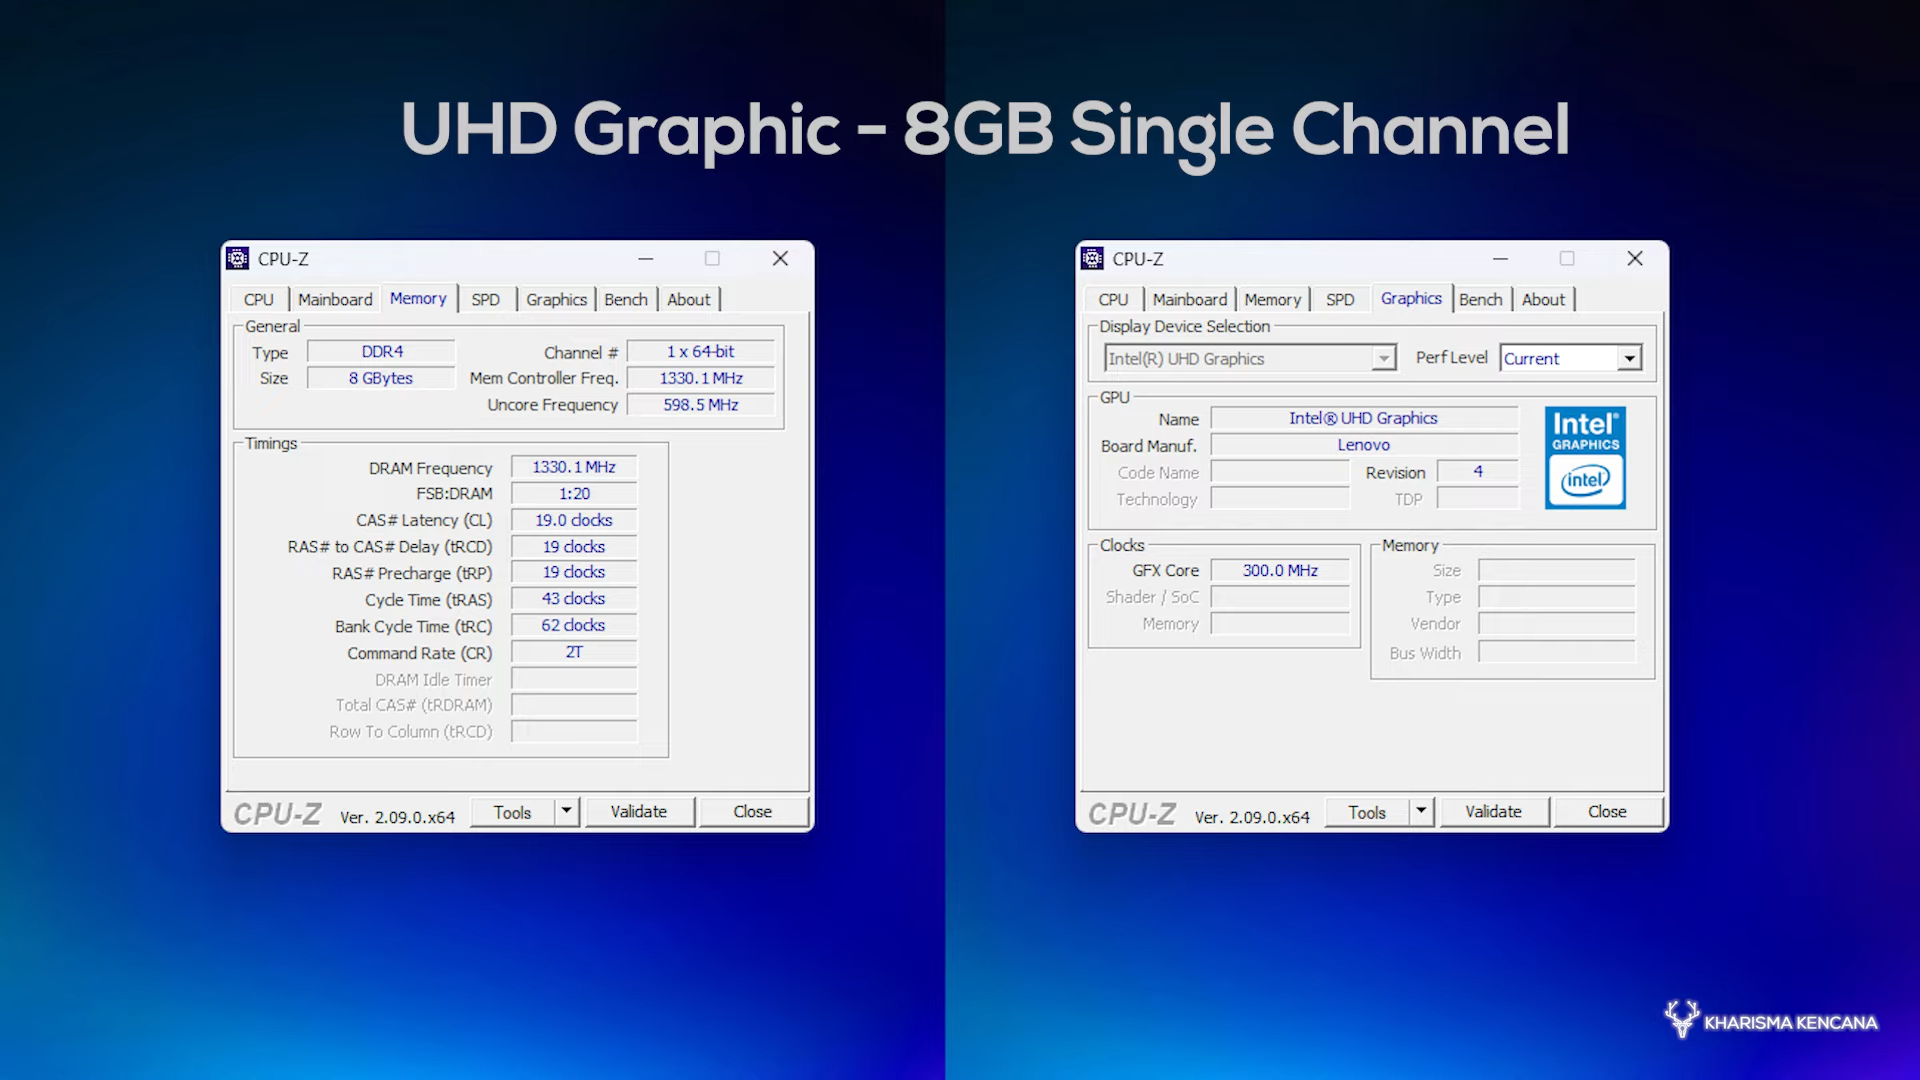 UHD Graphic - 8GB Single Channel
CPU-Z
CPU Mainboard Memory SPD Graphics Bench About
General
Type DDR4 Channel # 1 x 64-bit
Size 8 GBytes Mem Controller Freq. 1330.1 MHz
Uncore Frequency 598.5 MHz
Timings
DRAM Frequency 1330.1 MHz
FSB:DRAM 1:20
CAS# Latency (CL) 19.0 clocks
RAS# to CAS# Delay (tRCD) 19 clocks
RAS# Precharge (tRP) 19 clocks
Cycle Time (tRAS) 43 clocks
Bank Cycle Time (tRC) 62 clocks
Command Rate (CR) 2T
DRAM Idle Timer
Total CAS# (tRDRAM)
Row To Column (tRCD)
CPU-Z Ver. 2.09.0.x64 Tools Validate Close
CPU-Z
CPU Mainboard Memory SPD Graphics Bench About
Display Device Selection
Intel(R) UHD Graphics Perf Level Current
GPU
Name Intel® UHD Graphics
Board Manuf. Lenovo
Code Name Revision 4
Technology TDP
Intel®
GRAPHICS
intel
Clocks
GFX Core 300.0 MHz
Shader / SoC
Memory
Memory
Size
Type
Vendor
Bus Width
CPU-Z Ver. 2.09.0.x64 Tools Validate Close
KHARISMA KENCANA